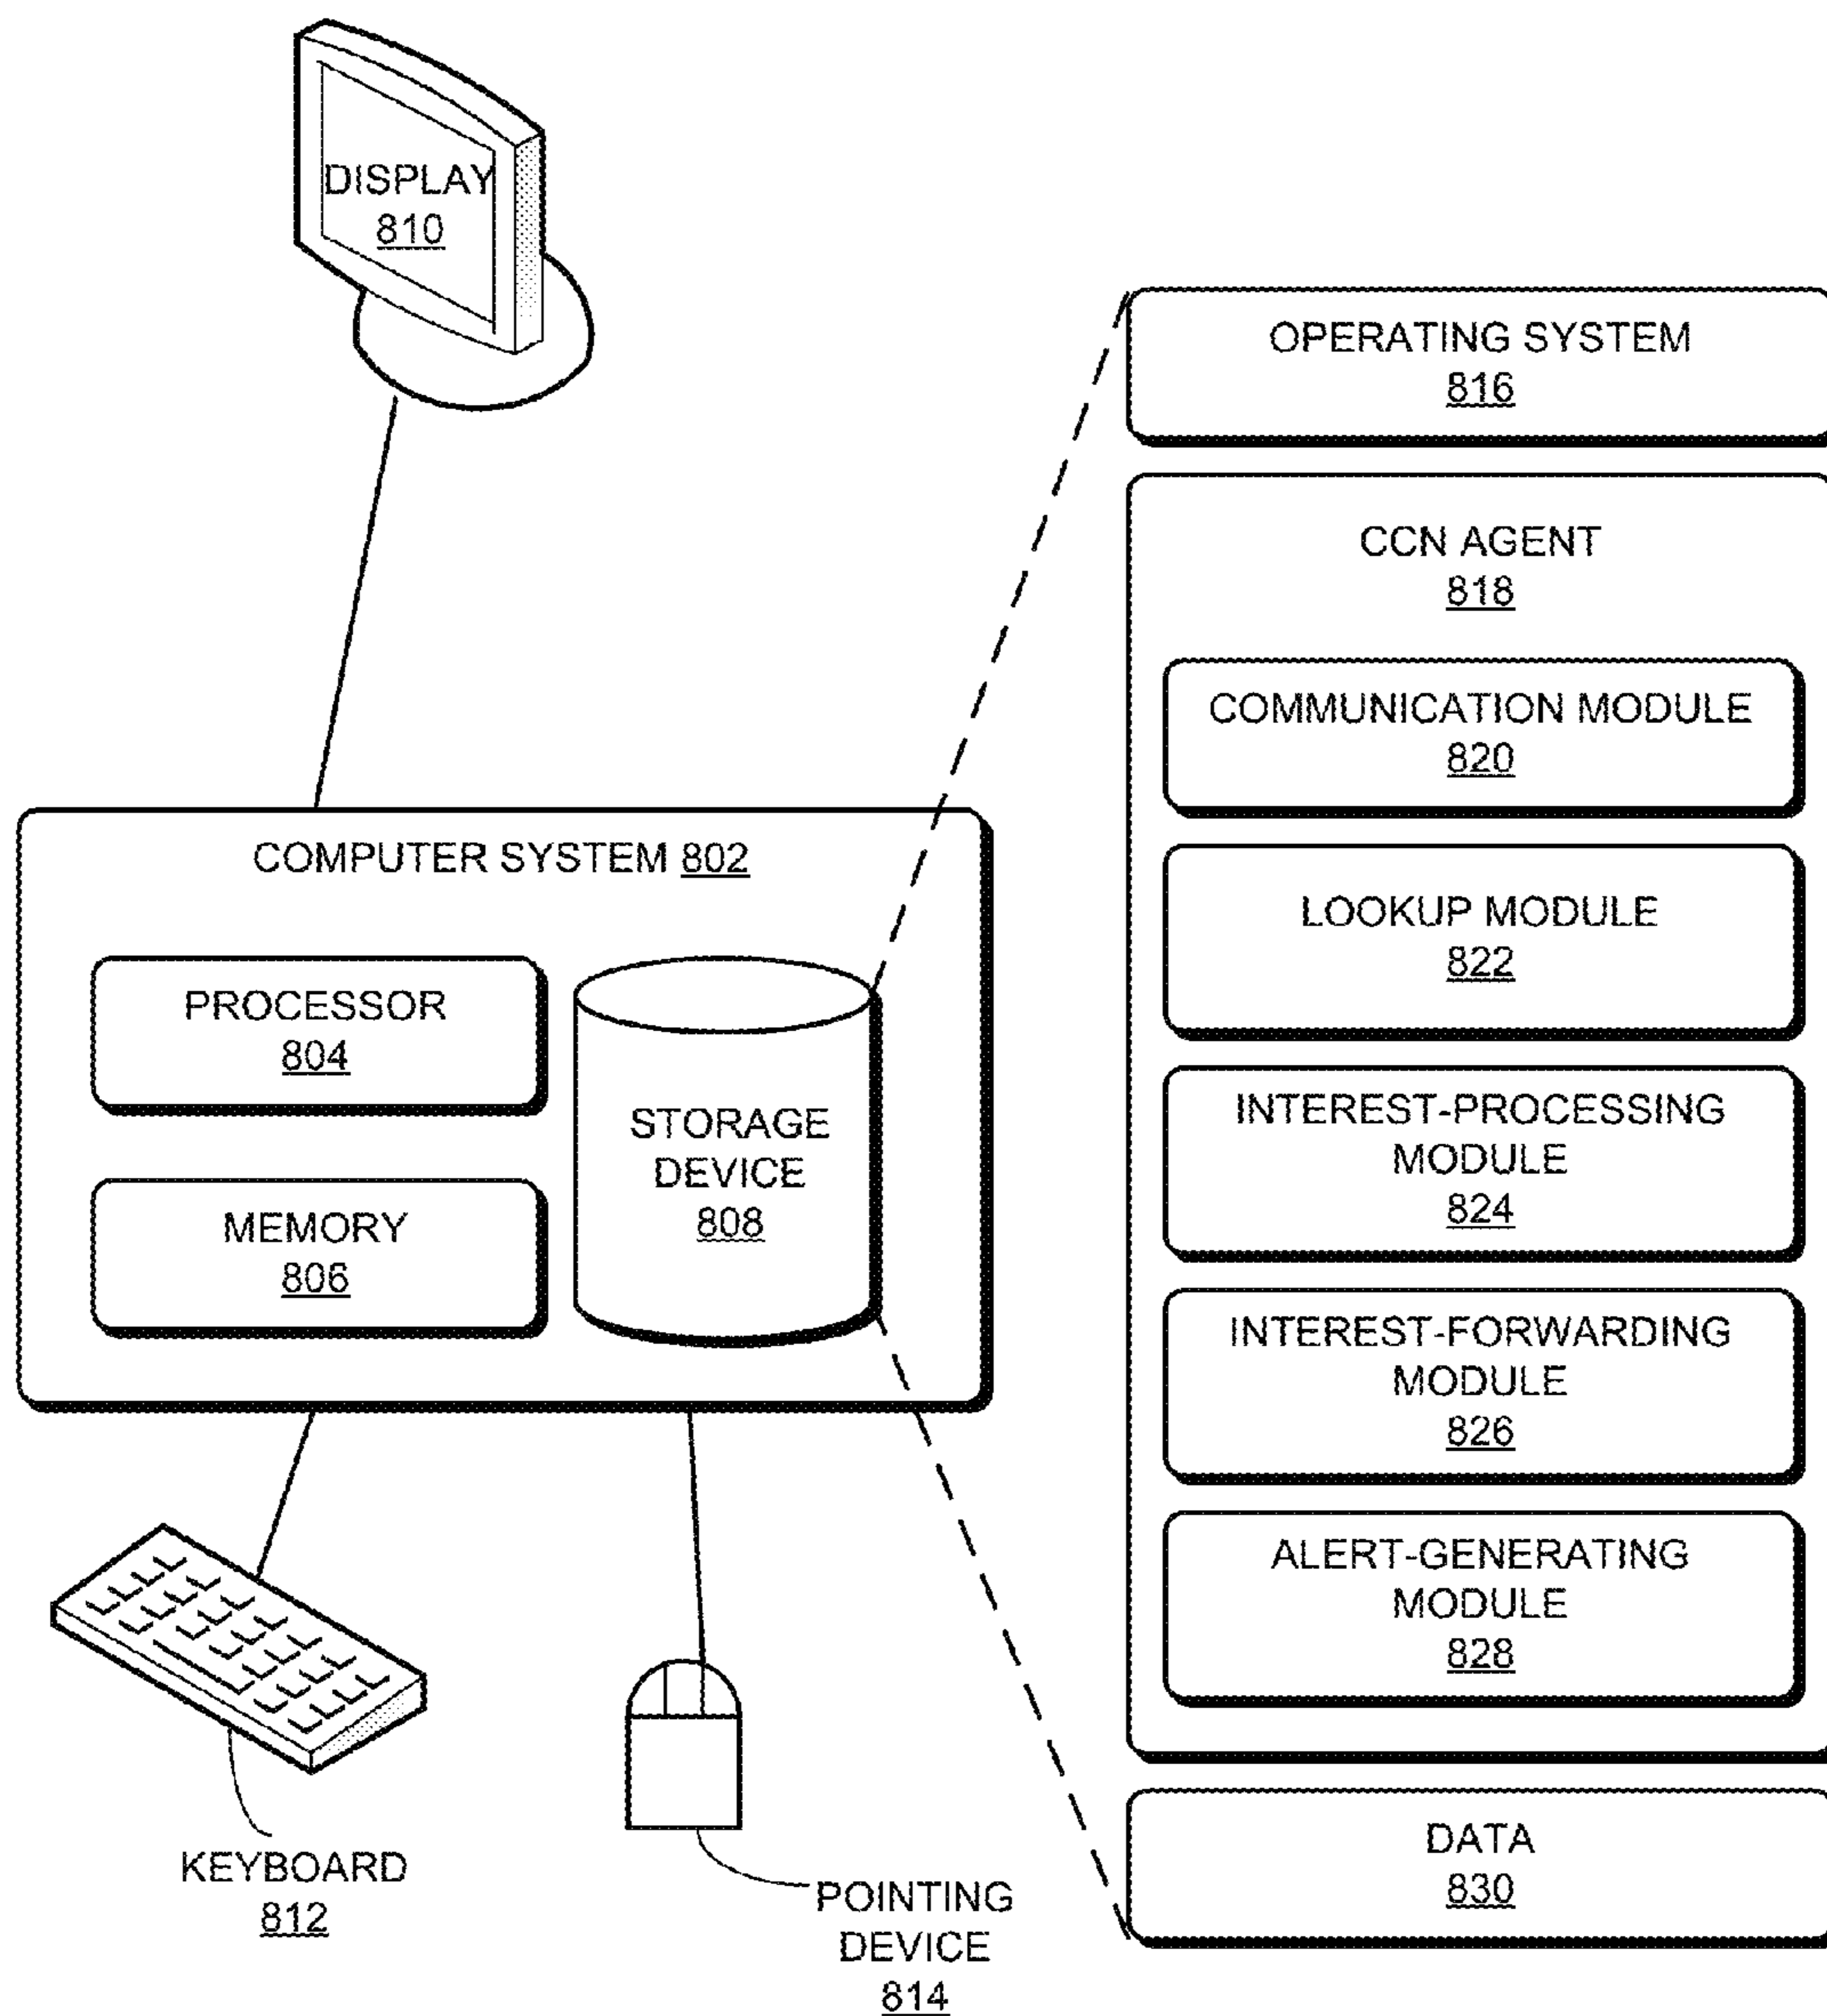 DISPLAY
810
OPERATING SYSTEM
816
CCN AGENT
818
COMMUNICATION MODULE
820
LOOKUP MODULE
822
INTEREST-PROCESSING
MODULE
824
INTEREST-FORWARDING
MODULE
826
ALERT-GENERATING
MODULE
828
DATA
830
COMPUTER SYSTEM 802
PROCESSOR
804
MEMORY
806
STORAGE
DEVICE
808
KEYBOARD
812
POINTING
DEVICE
814